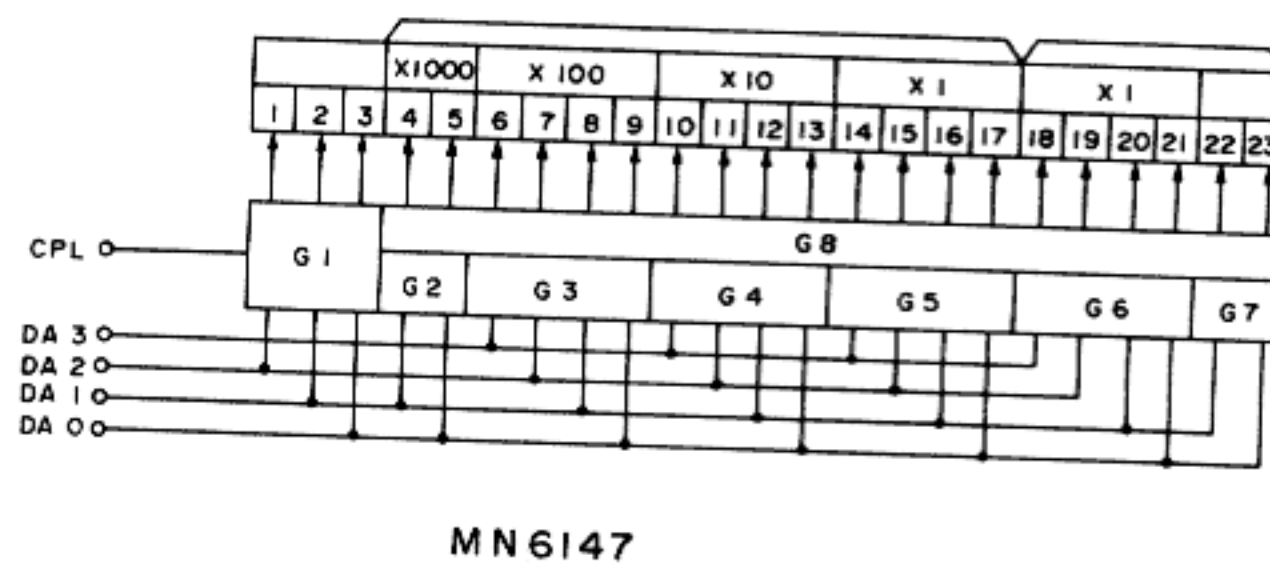 X1000 X 100 X 10 X 1 X 1
1 2 3 4 5 6 7 8 9 10 11 12 13 14 15 16 17 18 19 20 21 22 23
CPL G 1 G 8
G 2 G 3 G 4 G 5 G 6 G 7
DA 3
DA 2
DA 1
DA 0
MN6147